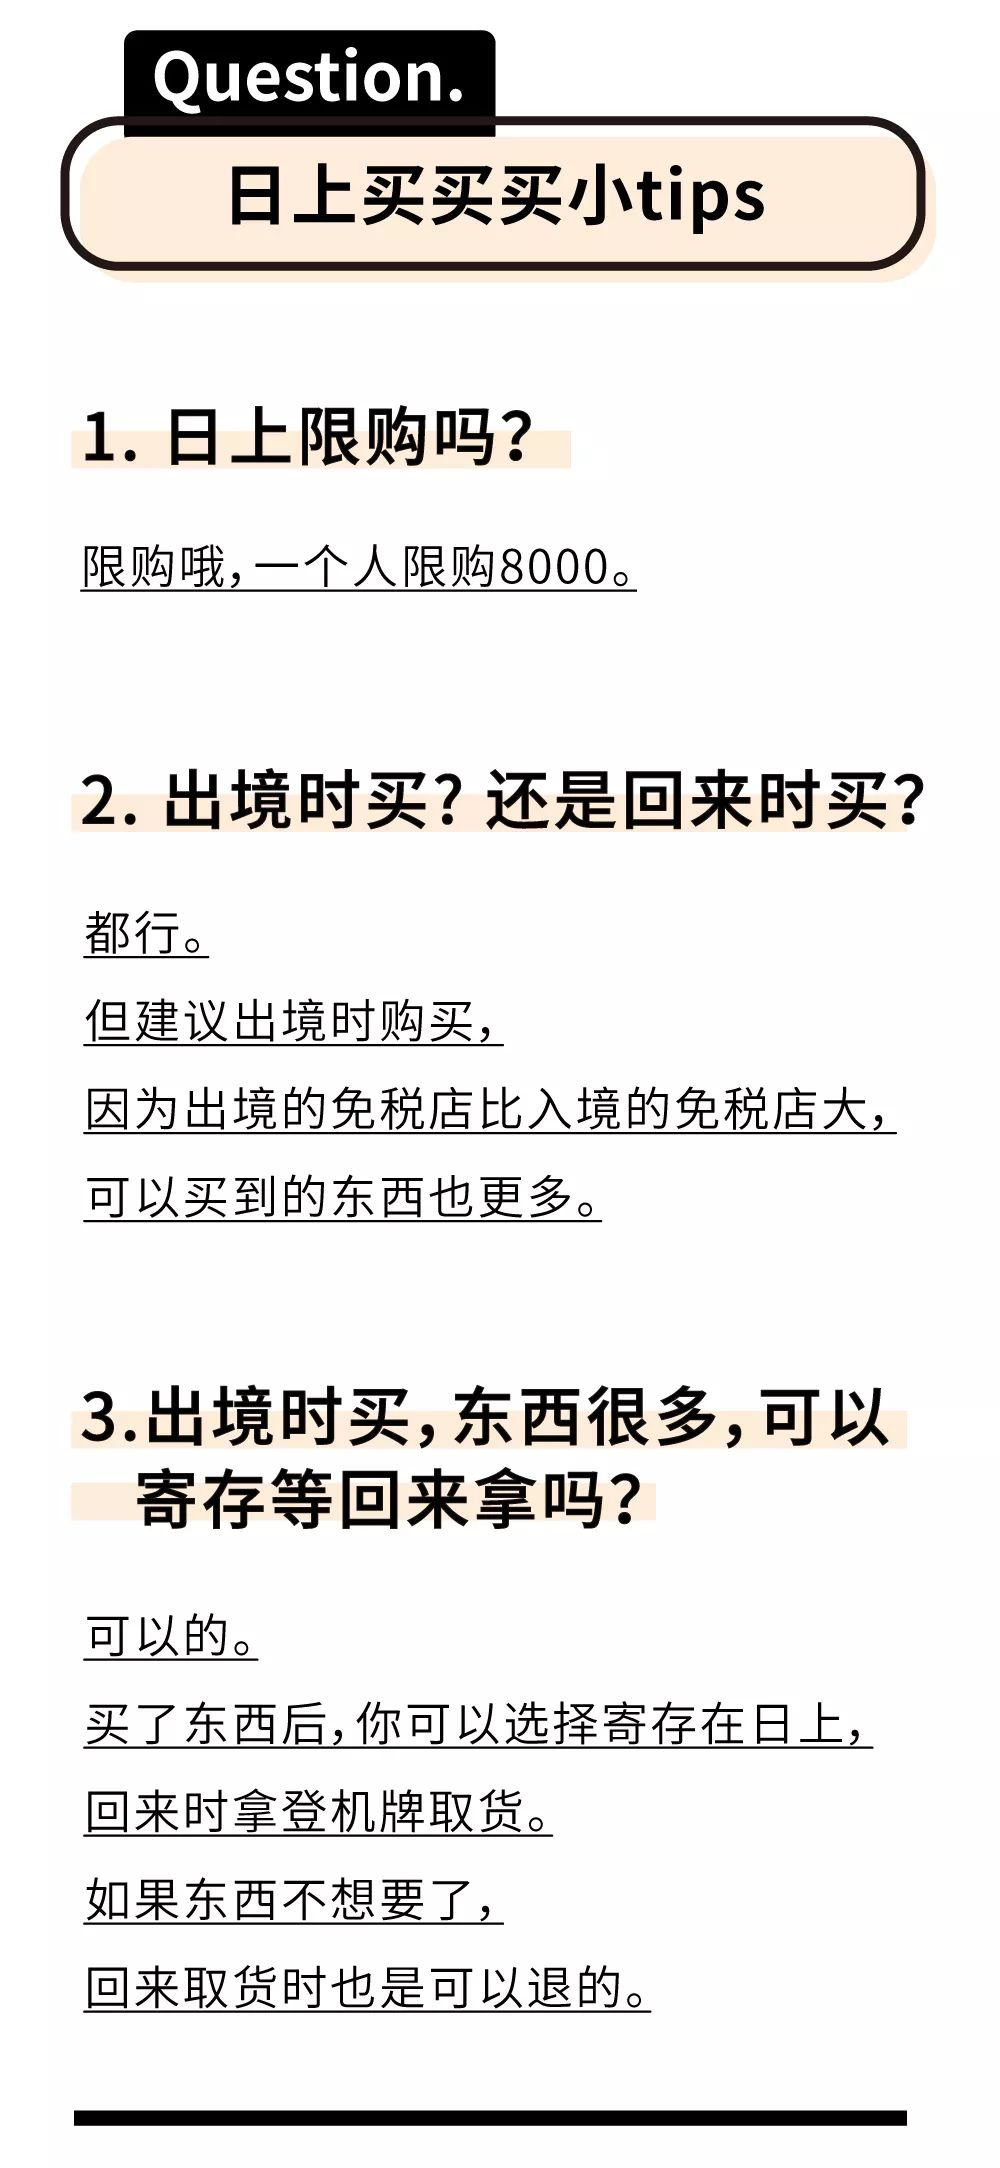 Question.
日上买买买小tips
1. 日上限购吗？
限购哦，一个人限购8000。
2. 出境时买？还是回来时买？
都行。
但建议出境时购买，
因为出境的免税店比入境的免税店大，
可以买到的东西也更多。
3.出境时买，东西很多，可以
寄存等回来拿吗？
可以的。
买了东西后，你可以选择寄存在日上，
回来时拿登机牌取货。
如果东西不想要了，
回来取货时也是可以退的。